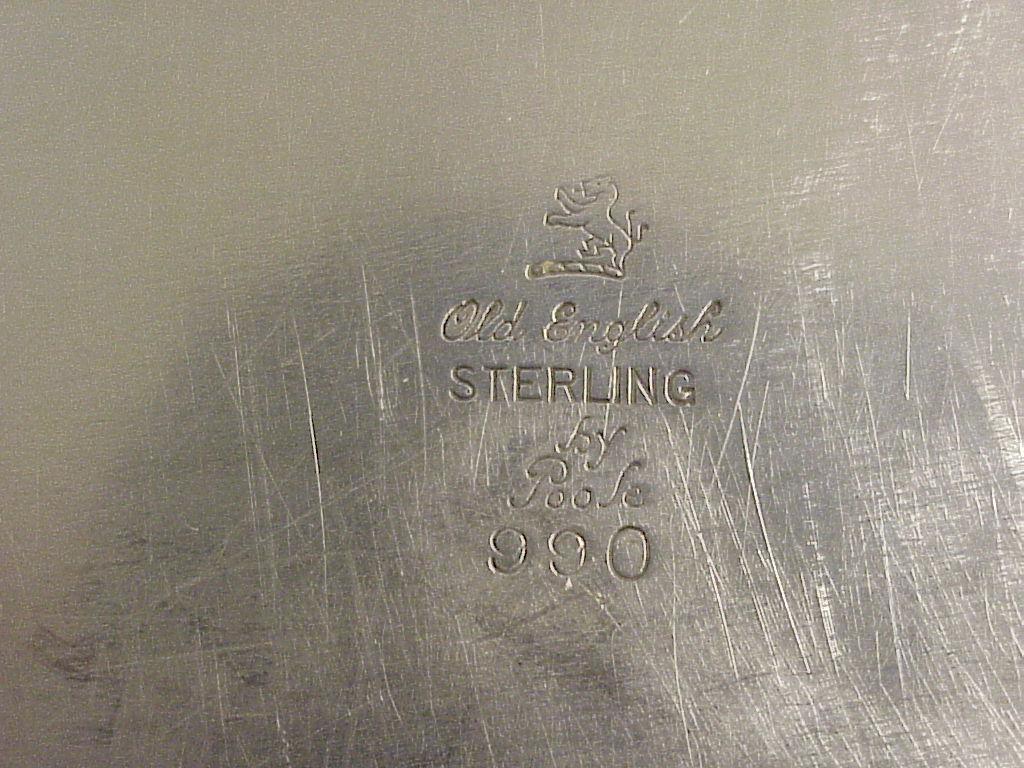 Old English
STERLING
by
Poole
990